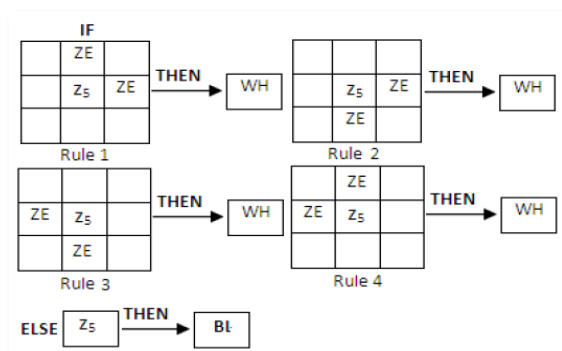 IF
ZE
Z5 ZE THEN WH
Rule 1
Z5 ZE THEN WH
ZE
Rule 2
ZE Z5 THEN WH
ZE
Rule 3
ZE
ZE Z5 THEN WH
Rule 4
ELSE Z5 THEN BL